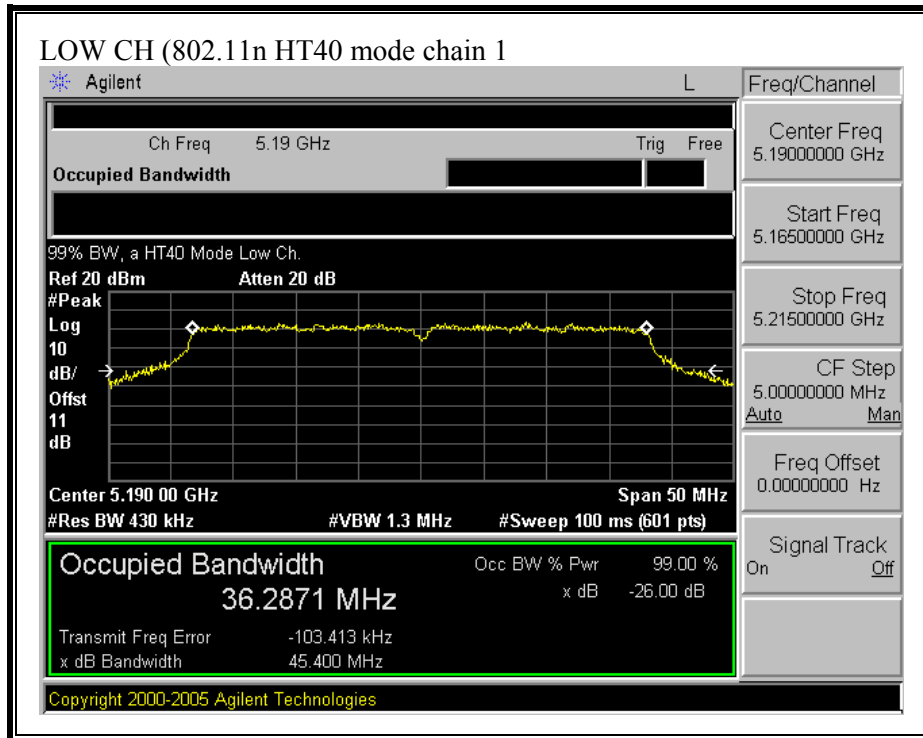 LOW CH (802.11n HT40 mode chain 1
Agilent L
Freq/Channel
Ch Freq 5.19 GHz Trig Free
Occupied Bandwidth
Center Freq
5.19000000 GHz
Start Freq
5.16500000 GHz
Stop Freq
5.21500000 GHz
CF Step
5.00000000 MHz
Auto Man
Freq Offset
0.00000000 Hz
Signal Track
On Off
99% BW, a HT40 Mode Low Ch.
Ref 20 dBm Atten 20 dB
#Peak
Log
10
dB/
Offst
11
dB
Center 5.190 00 GHz Span 50 MHz
#Res BW 430 kHz #VBW 1.3 MHz #Sweep 100 ms (601 pts)
Occupied Bandwidth
36.2871 MHz
Occ BW % Pwr 99.00 %
x dB -26.00 dB
Transmit Freq Error -103.413 kHz
x dB Bandwidth 45.400 MHz
Copyright 2000-2005 Agilent Technologies